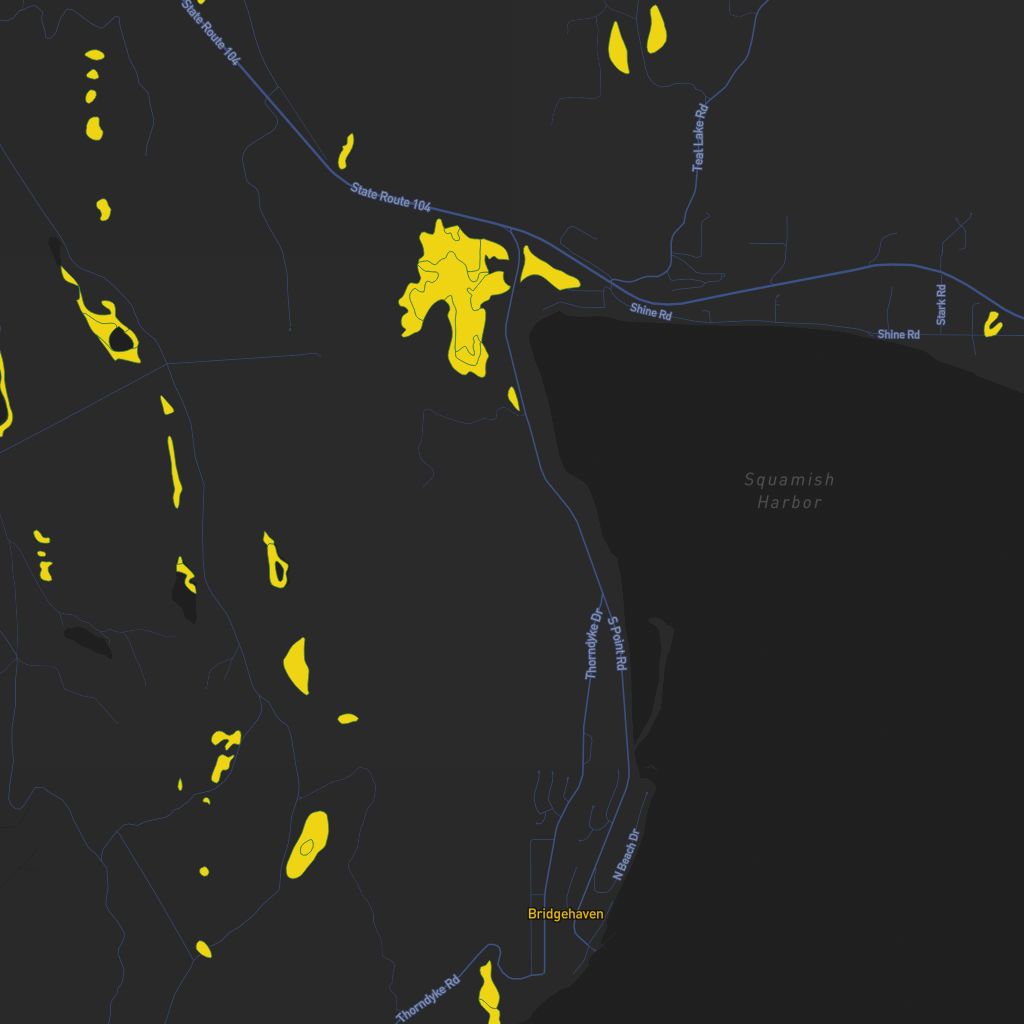 State Route 104
Teal Lake Rd
State Route 104
Shine Rd
Stark Rd
Shine Rd
Squamish
Harbor
Thorndyke Dr
S Point Rd
N Beach Dr
Bridgehaven
Thorndyke Rd